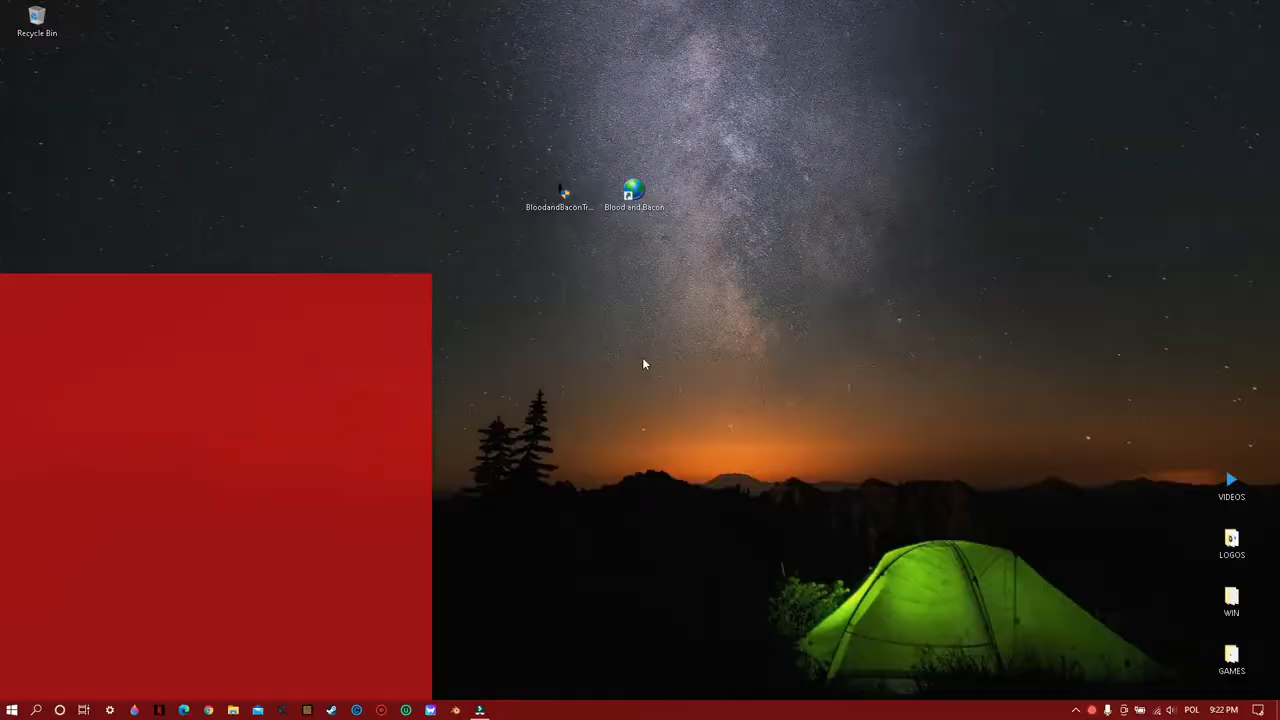 Recycle Bin
BloodandBaconTr...
Blood and Bacon
VIDEOS
LOGOS
WIN
GAMES
POL
9:22 PM